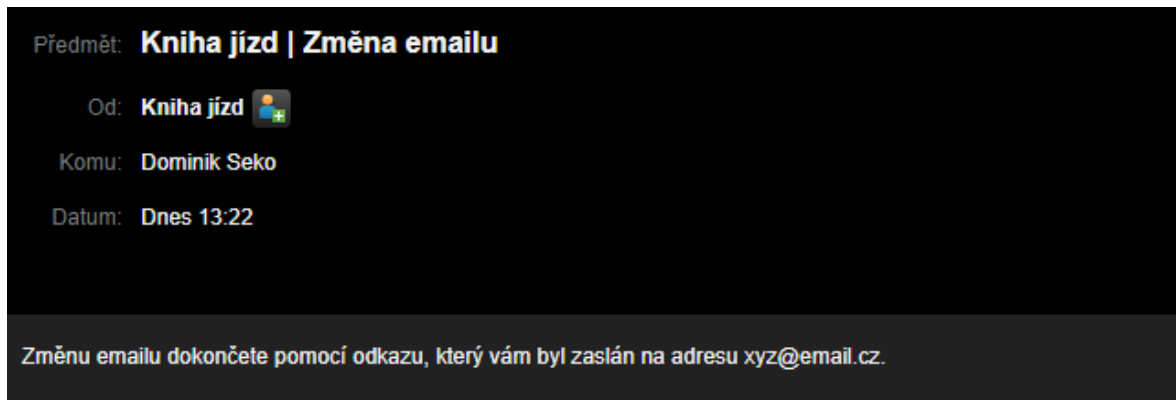 Předmět: Kniha jízd | Změna emailu
Od: Kniha jízd
Komu: Dominik Seko
Datum: Dnes 13:22
Změnu emailu dokončete pomocí odkazu, který vám byl zaslán na adresu xyz@email.cz.